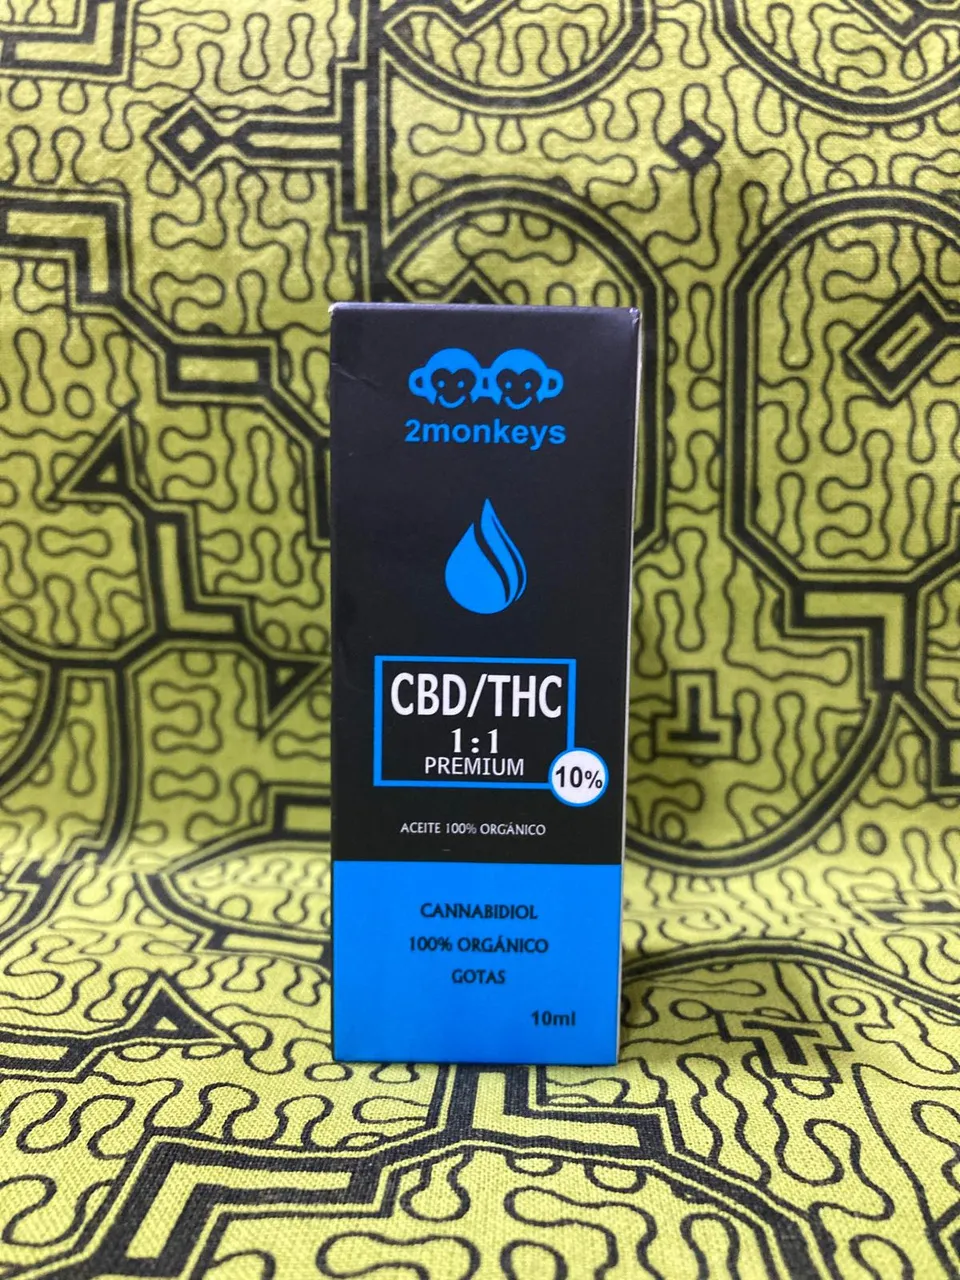 2monkeys
CBD/THC
1:1
PREMIUM
10%
ACEITE 100% ORGÁNICO
CANNABIDIOL
100% ORGÁNICO
GOTAS
10ml